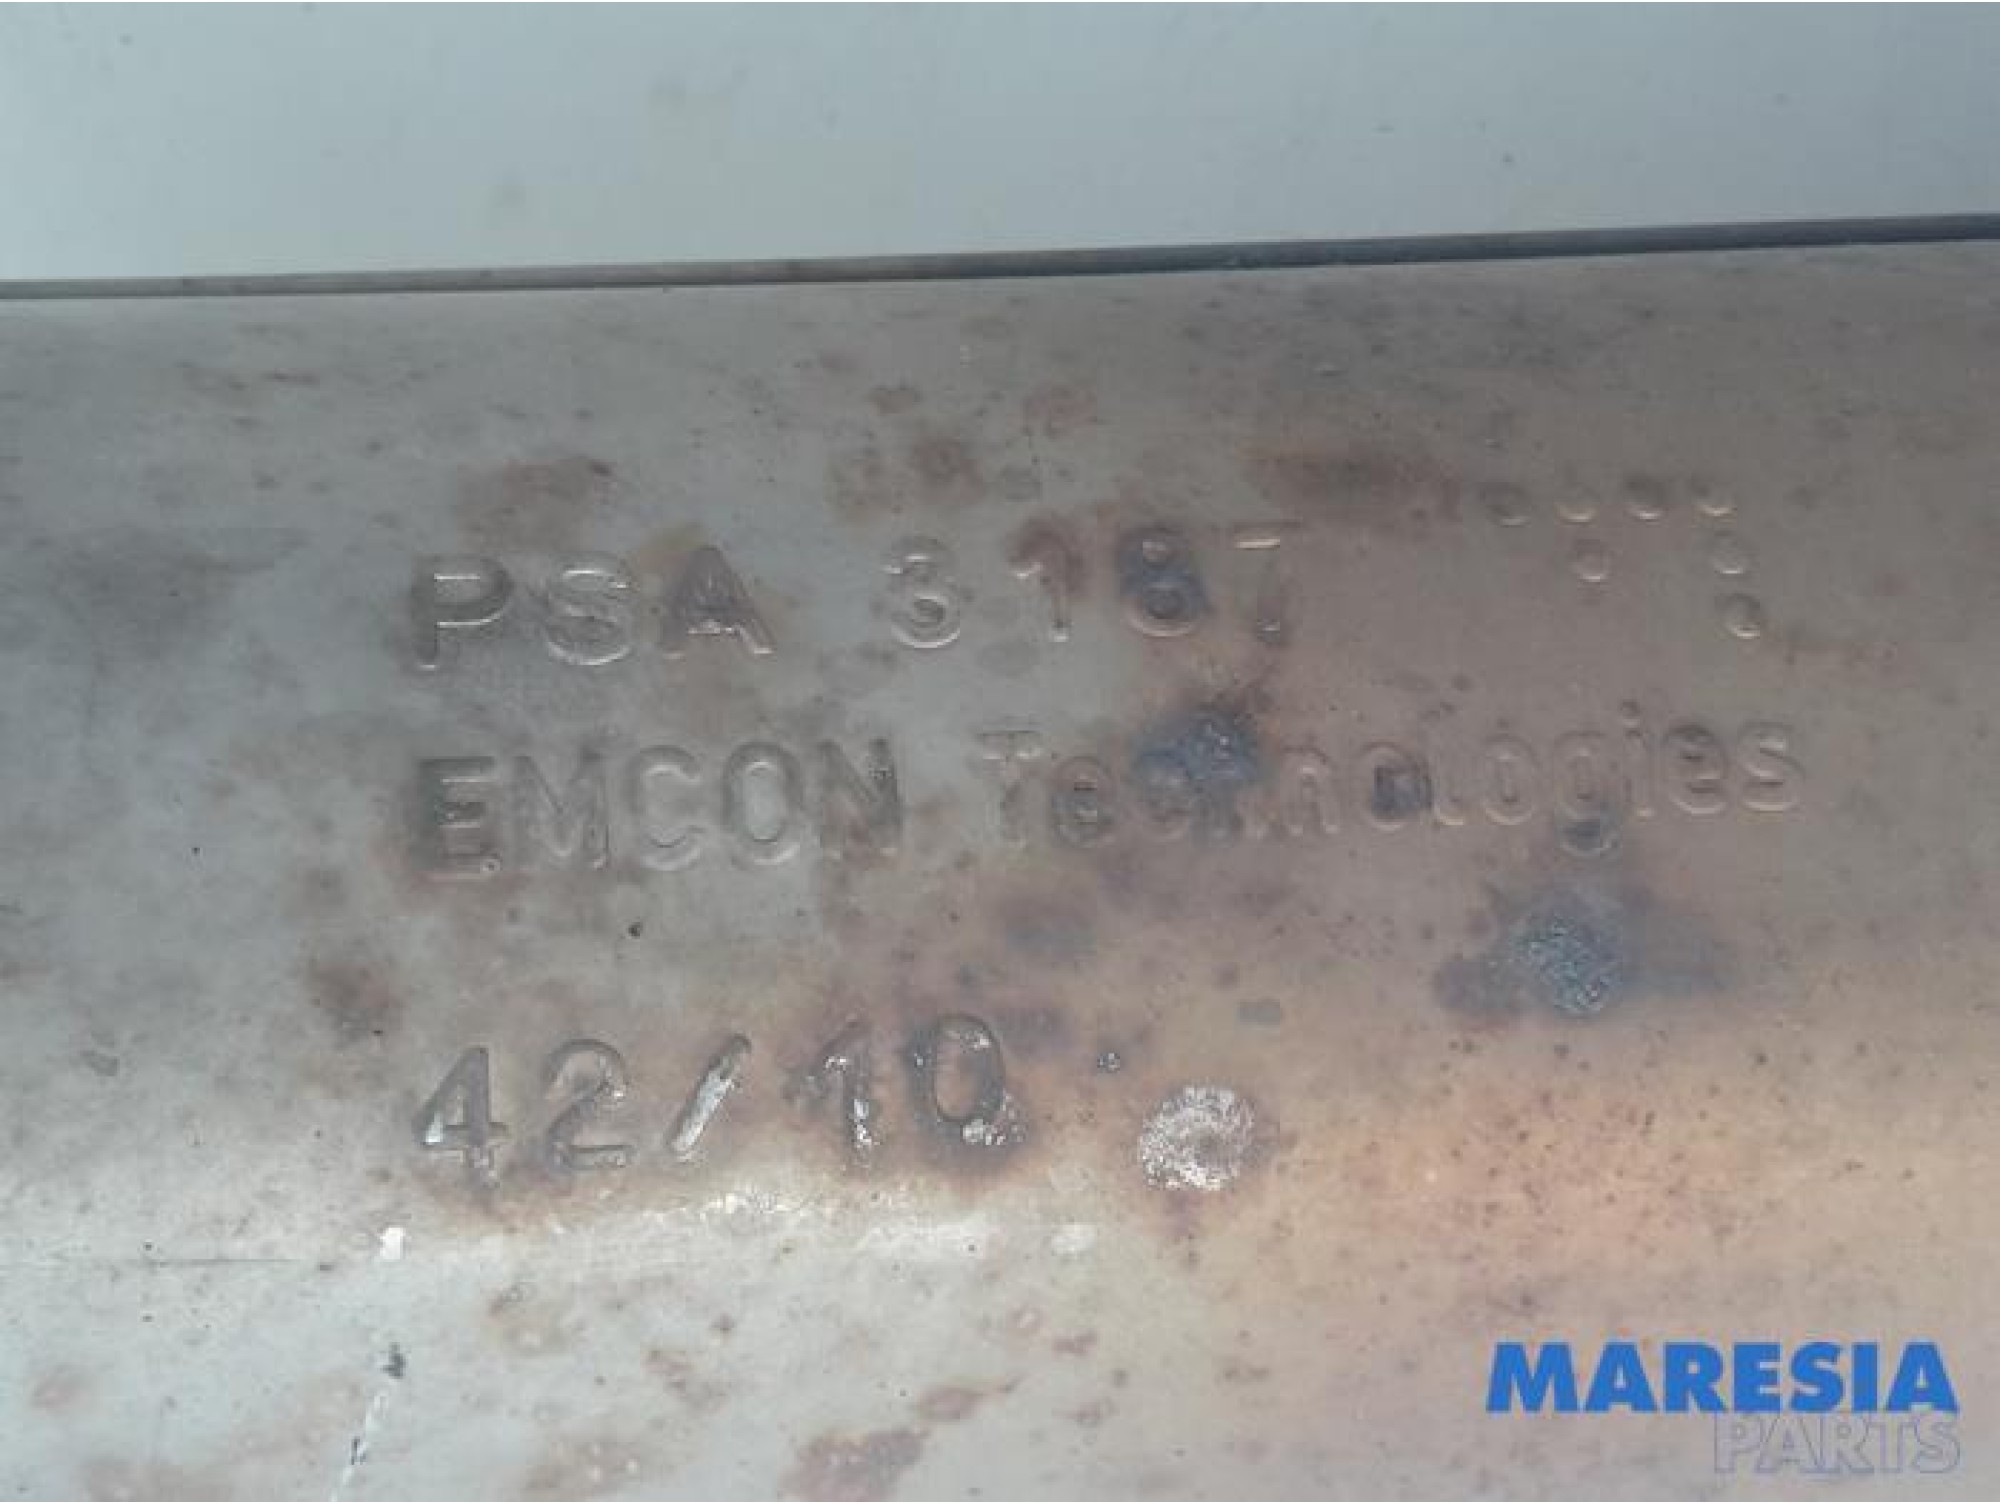 PSA 3187
EMCON Technologies
42/10
MARESIA
PARTS